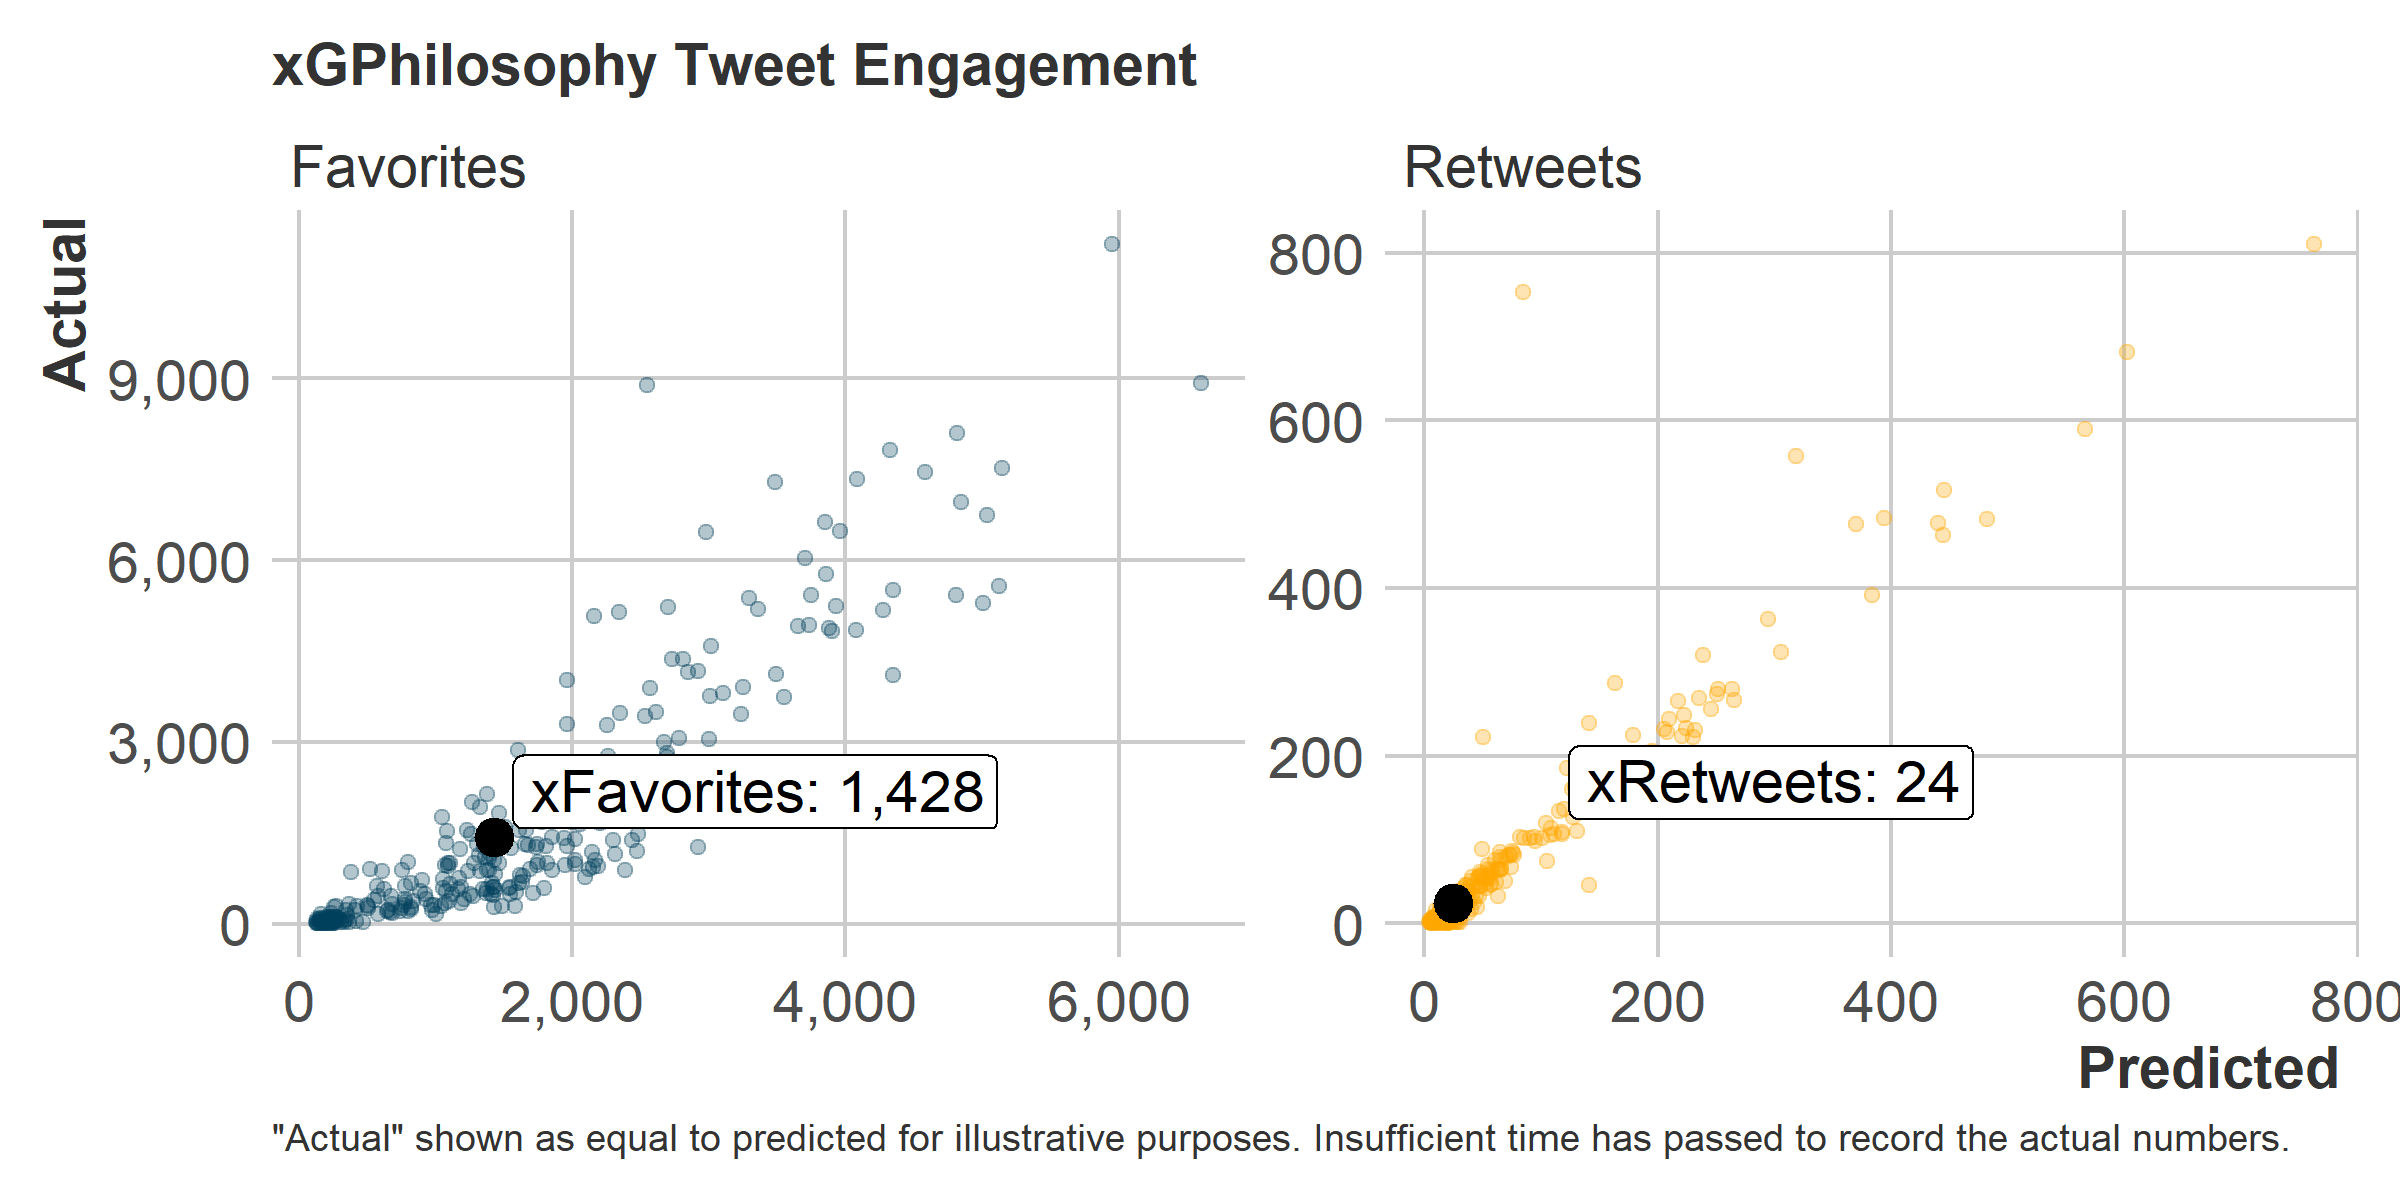 xGPhilosophy Tweet Engagement
Favorites
Retweets
Actual
9,000
6,000
3,000
0
800
600
400
200
0
xFavorites: 1,428
xRetweets: 24
0
2,000
4,000
6,000
0
200
400
600
800
Predicted
"Actual" shown as equal to predicted for illustrative purposes. Insufficient time has passed to record the actual numbers.